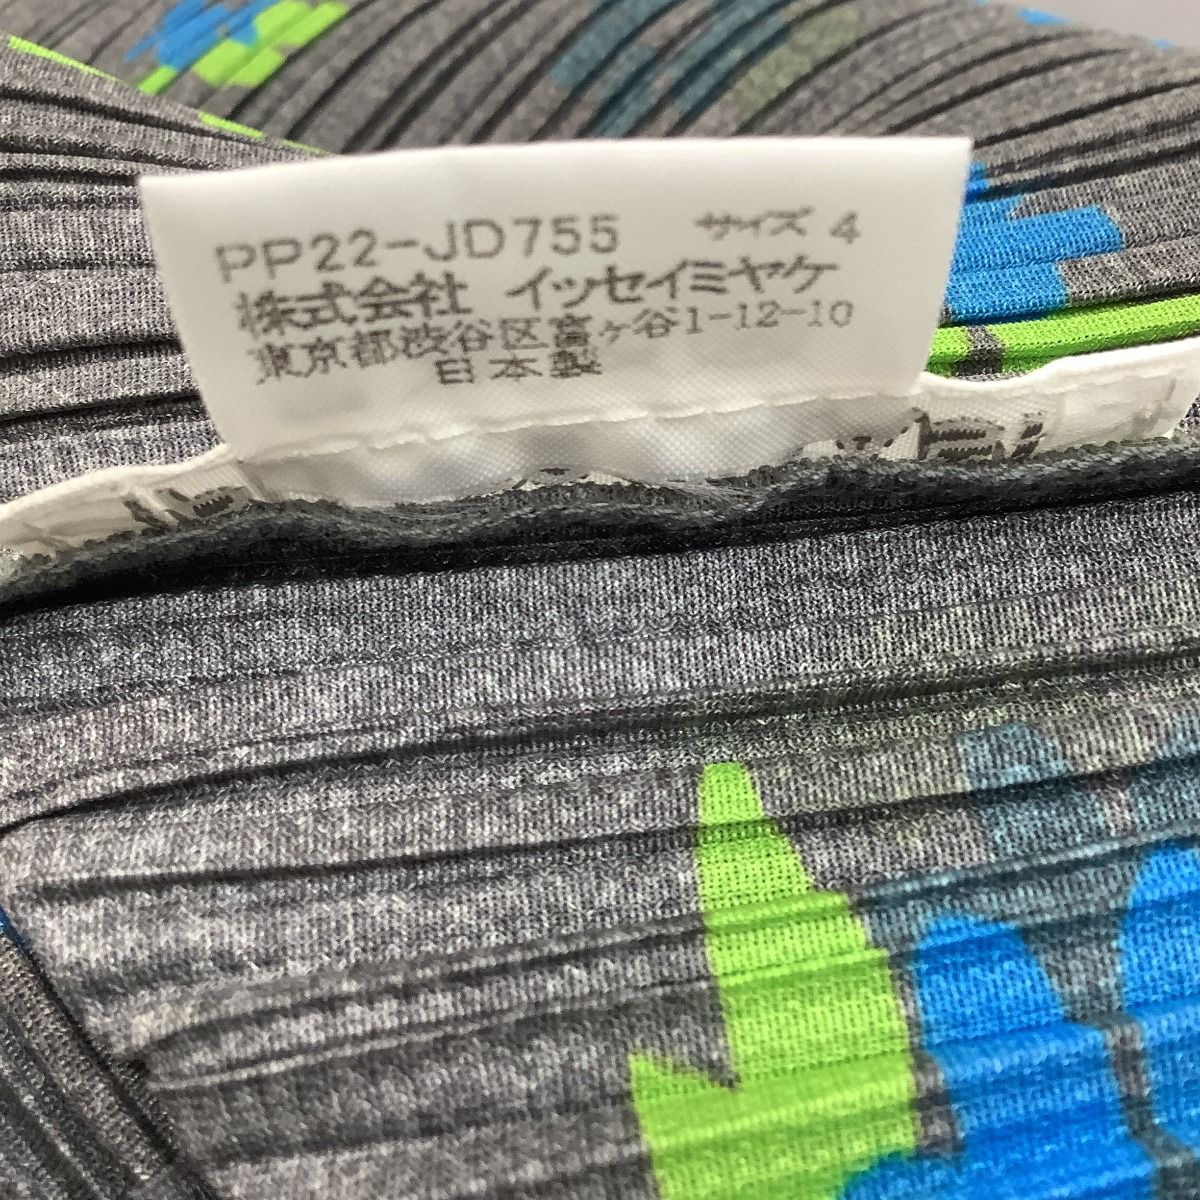 PP22-JD755 サイズ 4
株式会社 イッセイミヤケ
東京都渋谷区富ヶ谷1-12-10
日本製